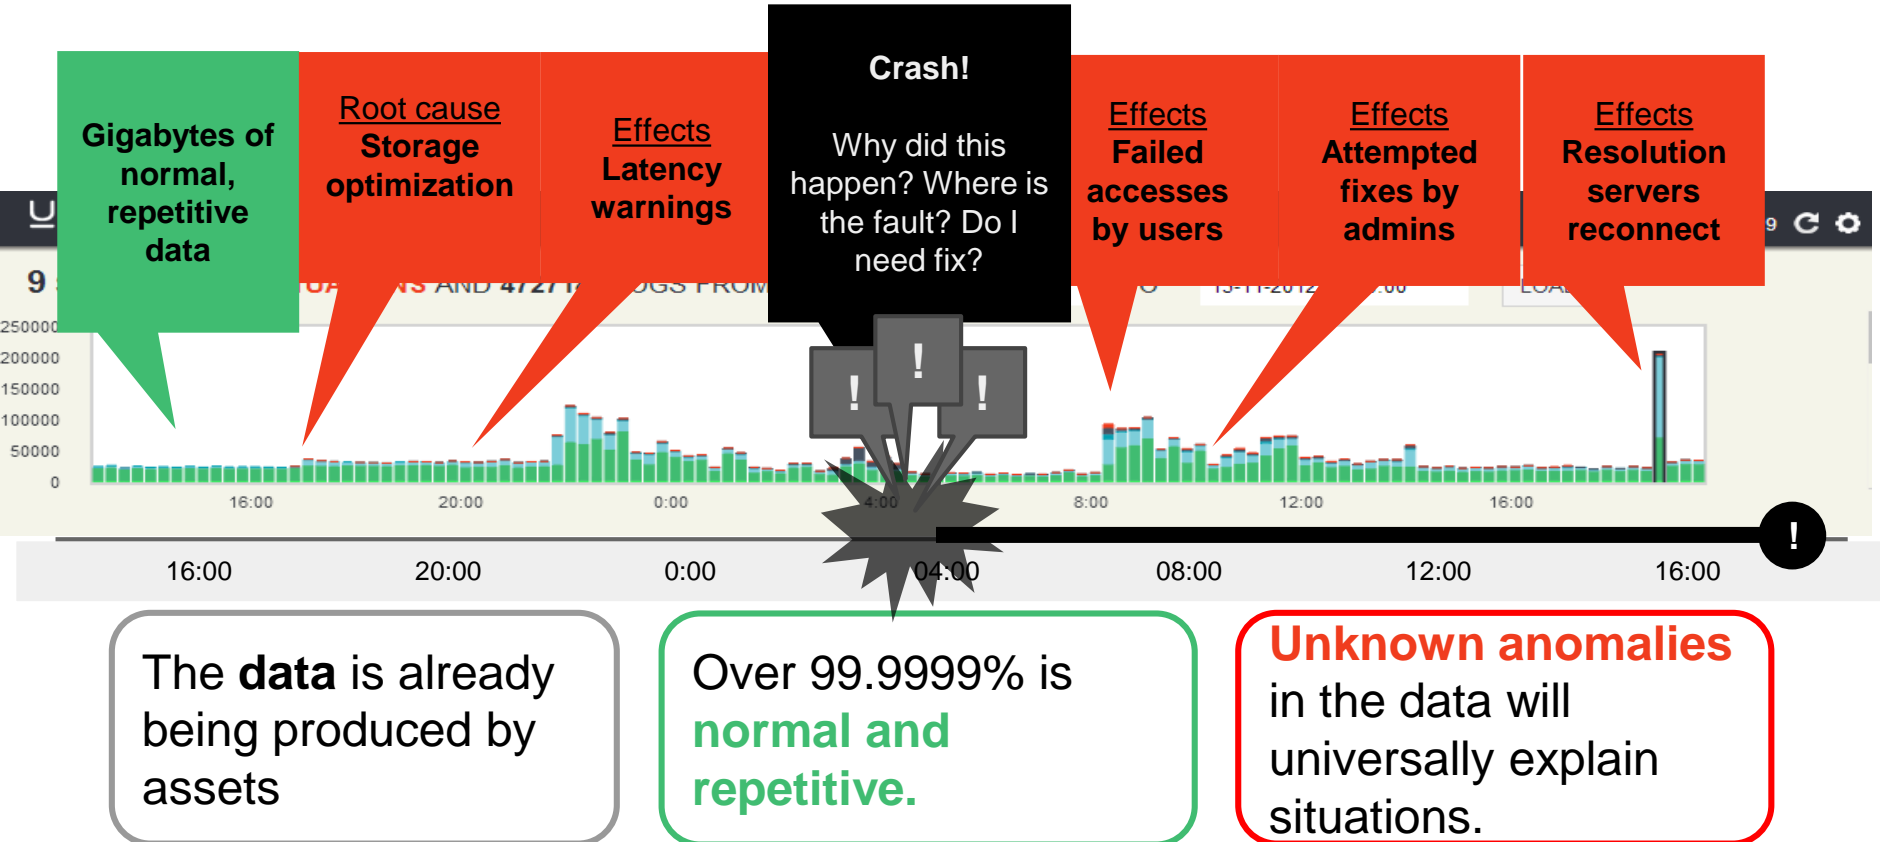 Gigabytes of
normal,
repetitive
data
Root cause
Storage
optimization
Effects
Latency
warnings
Crash!
Why did this
happen? Where is
the fault? Do I
need fix?
Effects
Failed
accesses
by users
Effects
Attempted
fixes by
admins
Effects
Resolution
servers
reconnect
9
9
AND
FROM
250000
200000
150000
100000
50000
0
!
!
!
16:00
20:00
0:00
4:00
8:00
12:00
16:00
!
16:00
20:00
0:00
04:00
08:00
12:00
16:00
The data is already
being produced by
assets
Over 99.9999% is
normal and
repetitive.
Unknown anomalies
in the data will
universally explain
situations.